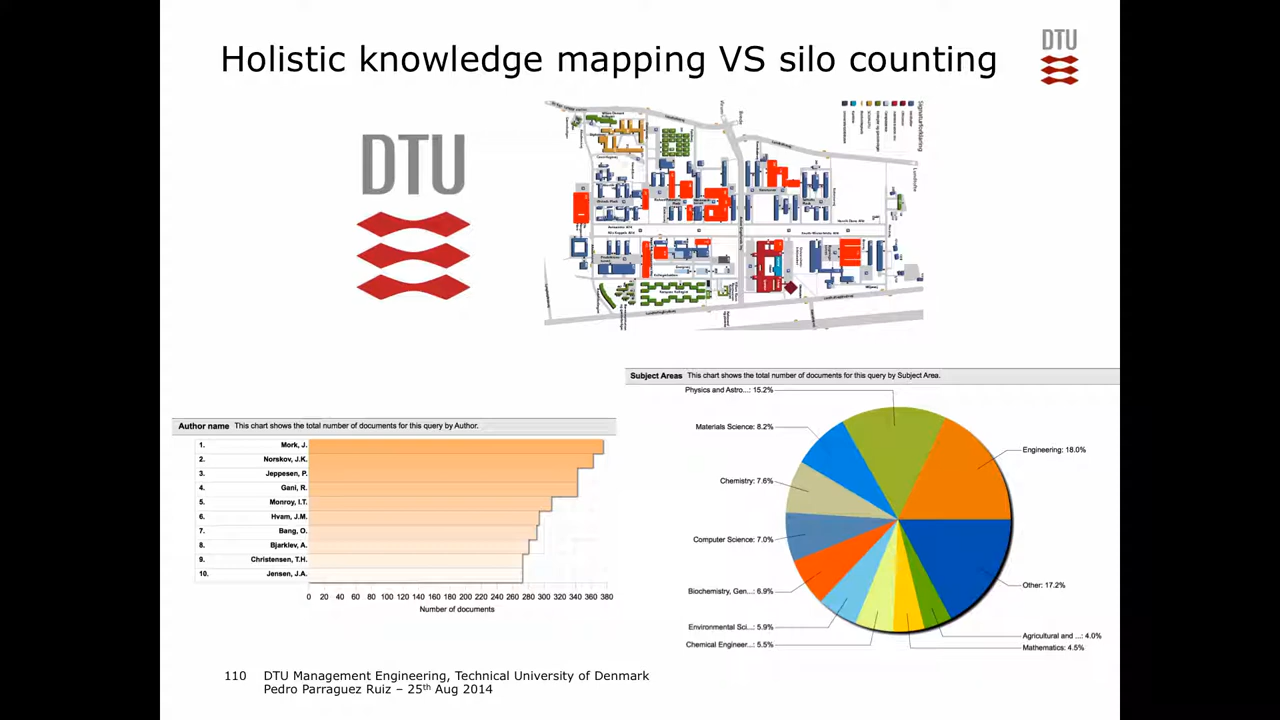 Holistic knowledge mapping VS silo counting
DTU
DTU
Signaturforklaring
Subject Areas This chart shows the total number of documents for this query by Subject Area.
Physics and Astro...: 15.2%
Materials Science: 8.2%
Engineering: 18.0%
Chemistry: 7.6%
Computer Science: 7.0%
Biochemistry, Gen...: 6.9%
Other: 17.2%
Environmental Sci...: 5.9%
Agricultural and ...: 4.0%
Chemical Engineer...: 5.5%
Mathematics: 4.5%
Author name This chart shows the total number of documents for this query by Author.
1. Mork, J.
2. Norskov, J.K.
3. Jeppesen, P.
4. Gani, R.
5. Monroy, I.T.
6. Hvam, J.M.
7. Bang, O.
8. Bjarklev, A.
9. Christensen, T.H.
10. Jensen, J.A.
0 20 40 60 80 100 120 140 160 180 200 220 240 260 280 300 320 340 360 380
Number of documents
110 DTU Management Engineering, Technical University of Denmark
Pedro Parraguez Ruiz – 25th Aug 2014